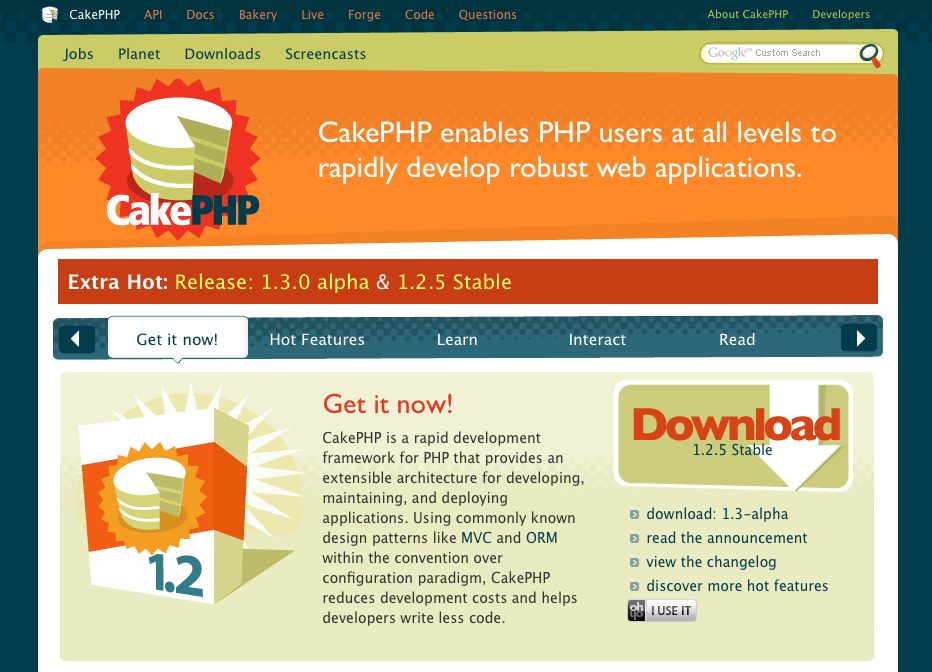 CakePHP API Docs Bakery Live Forge Code Questions About CakePHP Developers
Jobs Planet Downloads Screencasts Google™ Custom Search
CakePHP enables PHP users at all levels to
rapidly develop robust web applications.
CakePHP
Extra Hot: Release: 1.3.0 alpha & 1.2.5 Stable
Get it now! Hot Features Learn Interact Read
1.2
Get it now!
CakePHP is a rapid development
framework for PHP that provides an
extensible architecture for developing,
maintaining, and deploying
applications. Using commonly known
design patterns like MVC and ORM
within the convention over
configuration paradigm, CakePHP
reduces development costs and helps
developers write less code.
Download
1.2.5 Stable
download: 1.3-alpha
read the announcement
view the changelog
discover more hot features
oh I USE IT